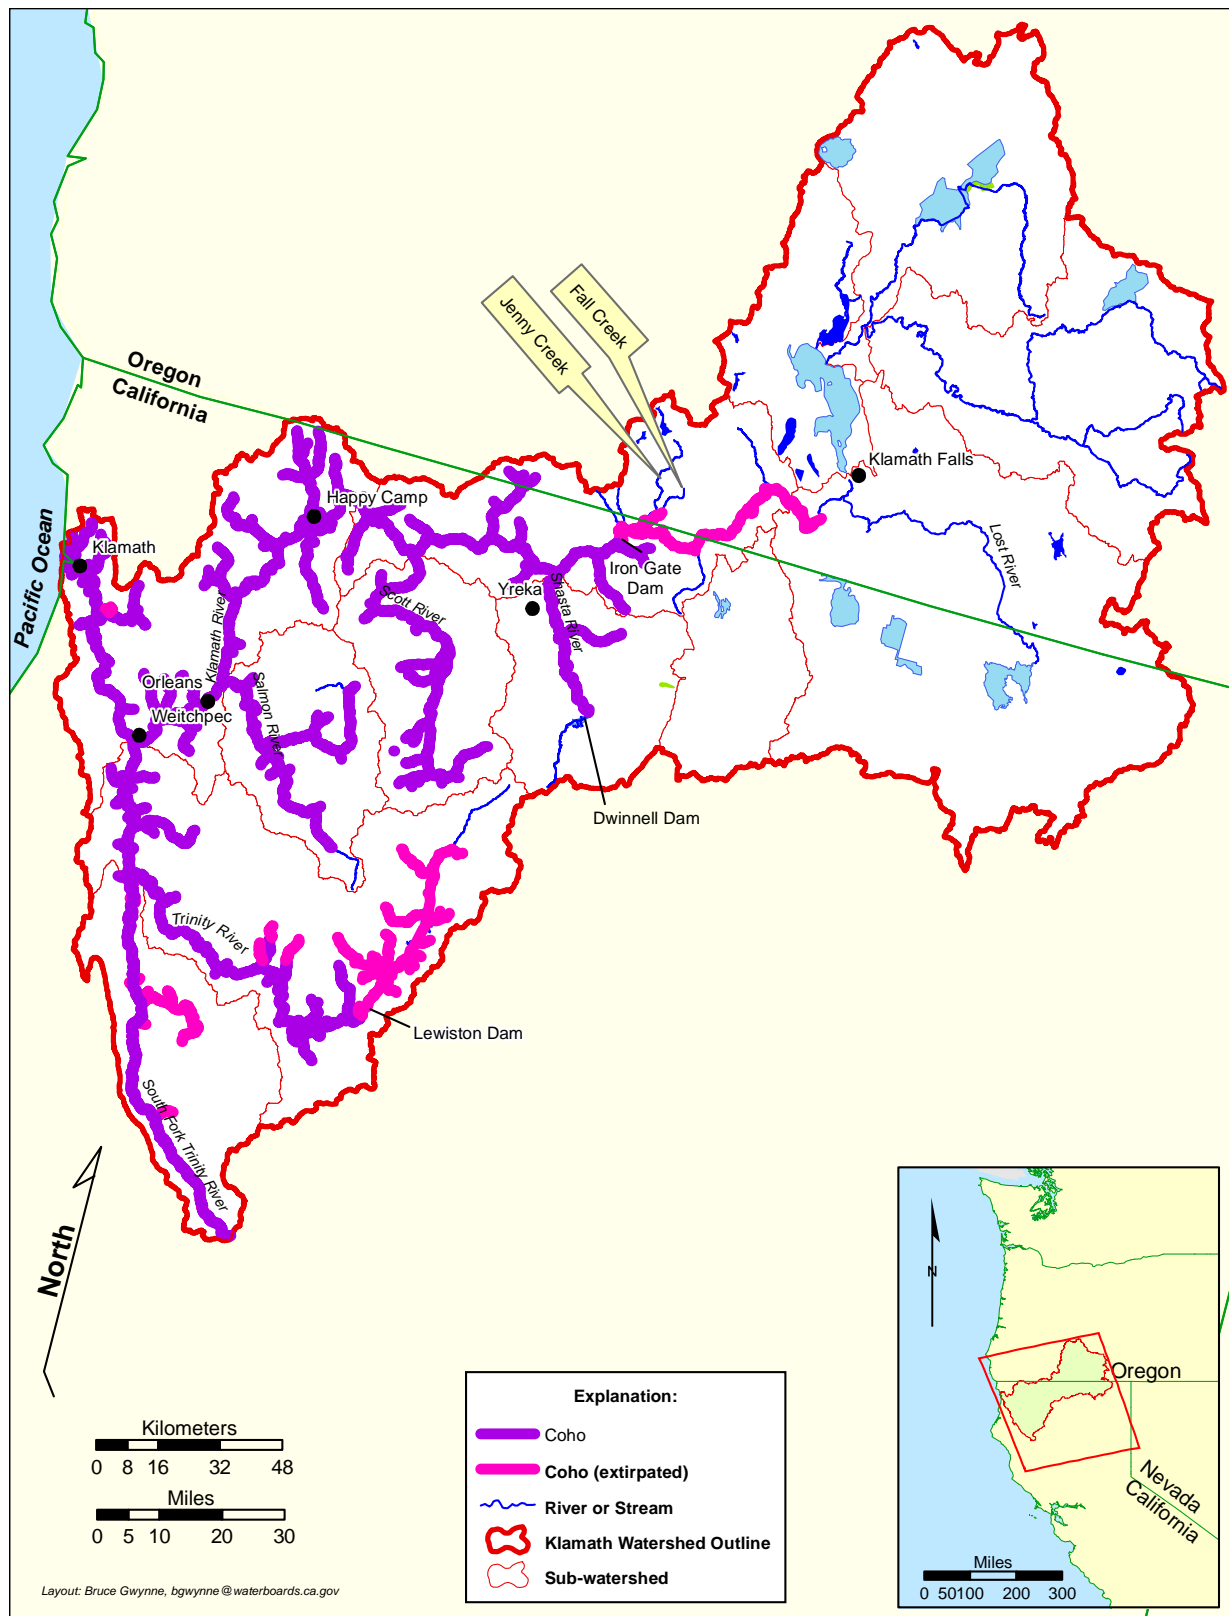 Fall Creek
Jenny Creek
Oregon
California
Klamath Falls
Happy Camp
Pacific Ocean
Klamath
Lost River
Iron Gate
Dam
Yreka
Shasta River
Scott River
Klamath River
Orleans
Salmon River
Weitchpec
Dwinnell Dam
Trinity River
Lewiston Dam
South Fork Trinity River
North
N
Oregon
Nevada
California
Miles
0 50 100 200 300
Explanation:
Coho
Coho (extirpated)
River or Stream
Klamath Watershed Outline
Sub-watershed
Kilometers
0 8 16 32 48
Miles
0 5 10 20 30
Layout: Bruce Gwynne, bgwynne@waterboards.ca.gov